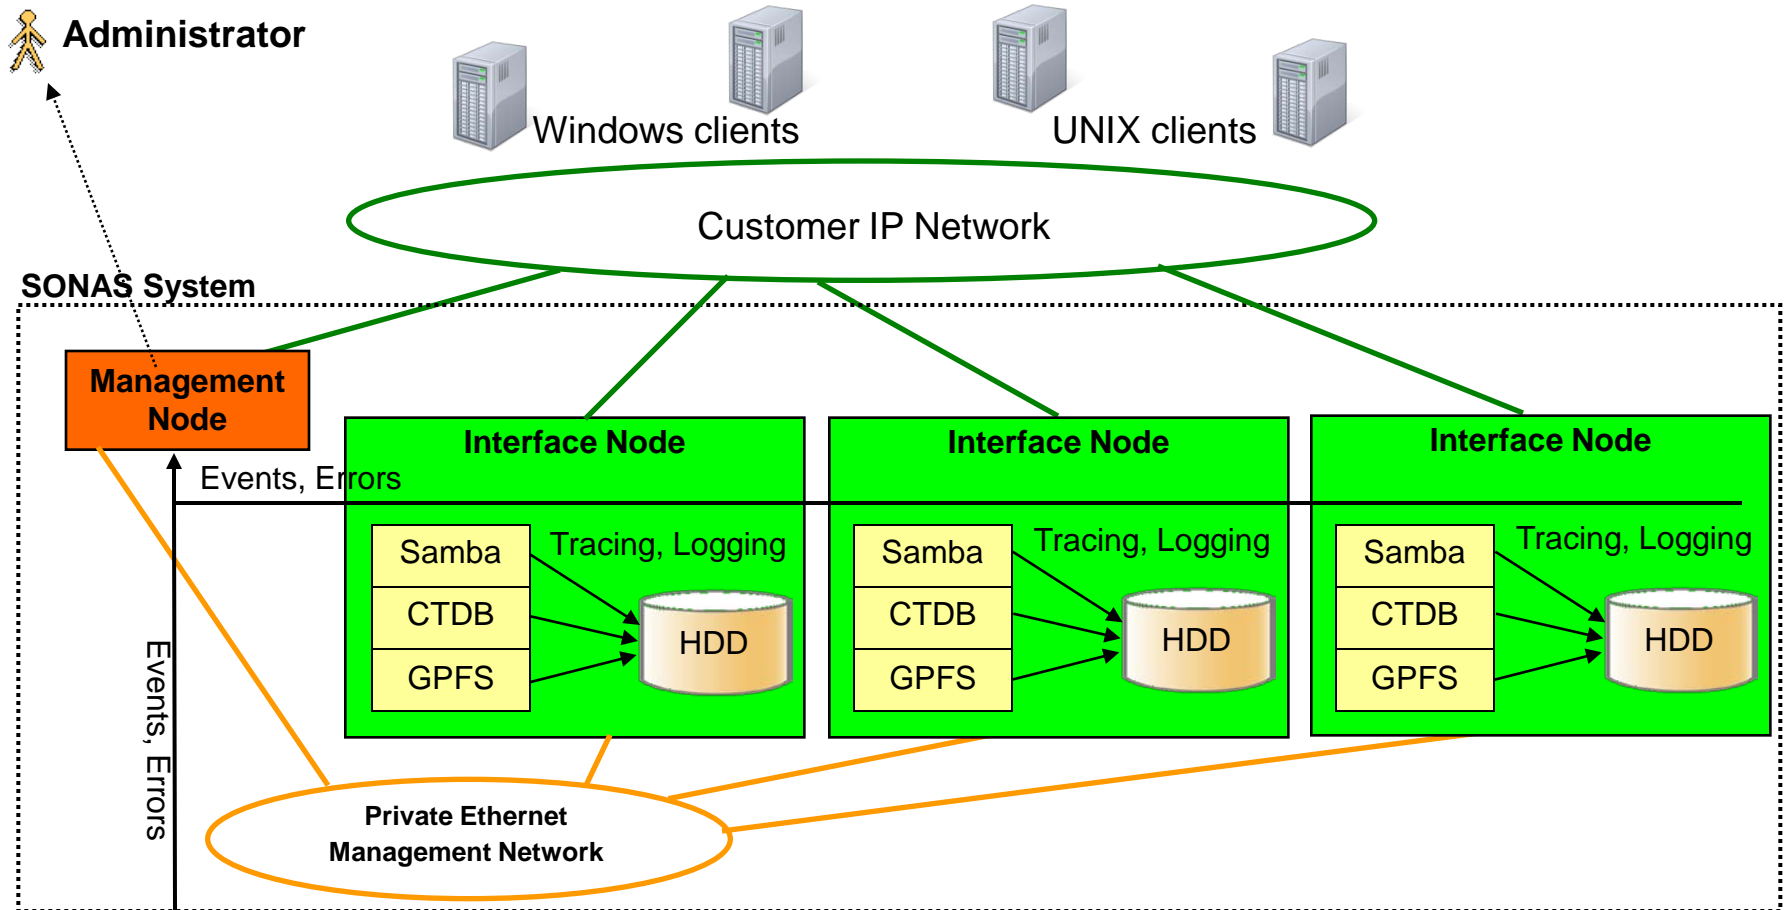 Administrator
Windows clients
UNIX clients
Customer IP Network
SONAS System
Management
Node
Interface Node
Interface Node
Interface Node
Events, Errors
Samba
CTDB
GPFS
Tracing, Logging
HDD
Samba
CTDB
GPFS
Tracing, Logging
HDD
Samba
CTDB
GPFS
Tracing, Logging
HDD
Events, Errors
Private Ethernet
Management Network